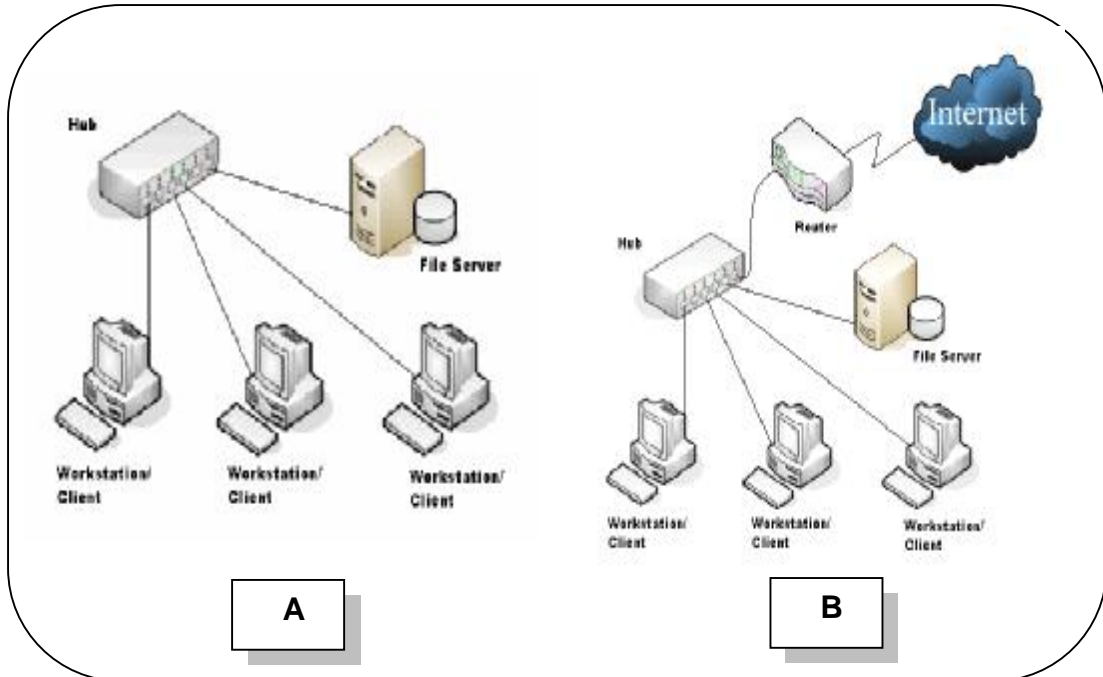 Hub
File Server
Workstation/
Client
Workstation/
Client
Workstation/
Client
A
Internet
Router
Hub
File Server
Workstation/
Client
Workstation/
Client
Workstation/
Client
B